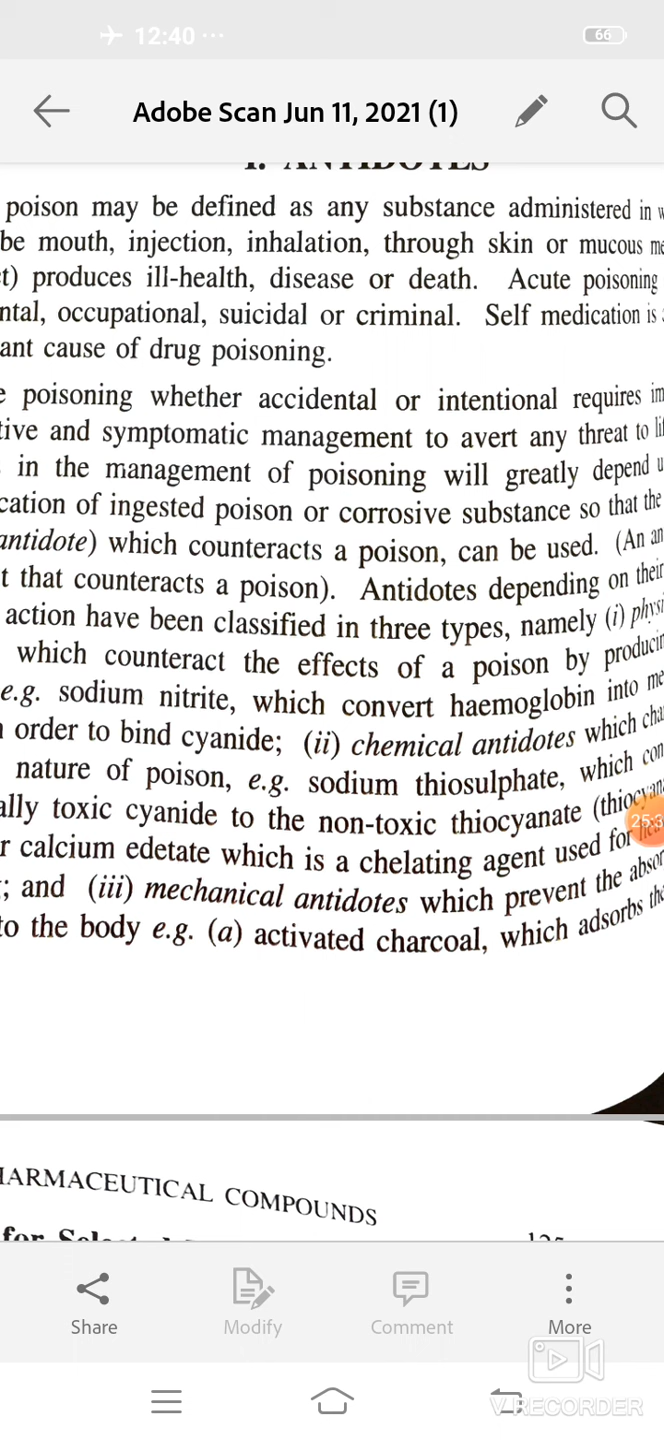 12:40 ...
66
Adobe Scan Jun 11, 2021 (1)
I. ANTIDOTES
poison may be defined as any substance administered in w
be mouth, injection, inhalation, through skin or mucous me
t) produces ill-health, disease or death. Acute poisoning
ntal, occupational, suicidal or criminal. Self medication is
ant cause of drug poisoning.
e poisoning whether accidental or intentional requires im
tive and symptomatic management to avert any threat to li
in the management of poisoning will greatly depend u
cation of ingested poison or corrosive substance so that the
antidote) which counteracts a poison, can be used. (An an
t that counteracts a poison). Antidotes depending on their
action have been classified in three types, namely (i) physi
which counteract the effects of a poison by producin
e.g. sodium nitrite, which convert haemoglobin into me
n order to bind cyanide; (ii) chemical antidotes which cha
nature of poison, e.g. sodium thiosulphate, which con
ally toxic cyanide to the non-toxic thiocyanate (thiocyan
r calcium edetate which is a chelating agent used for
; and (iii) mechanical antidotes which prevent the absor
to the body e.g. (a) activated charcoal, which adsorbs the
25:3
HARMACEUTICAL COMPOUNDS
for
Share
Modify
Comment
More
V RECORDER